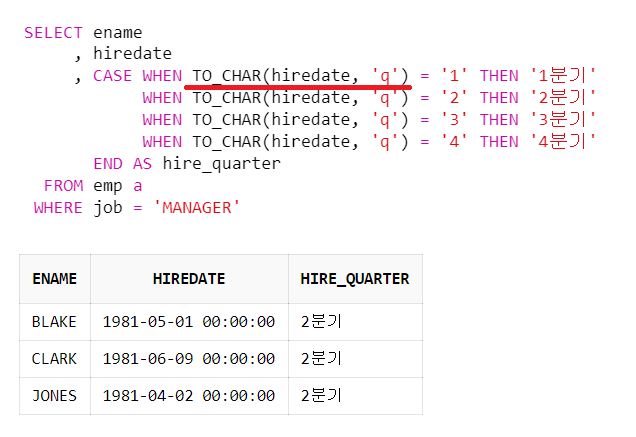 SELECT ename
, hiredate
, CASE WHEN TO_CHAR(hiredate, 'q') = '1' THEN '1분기'
WHEN TO_CHAR(hiredate, 'q') = '2' THEN '2분기'
WHEN TO_CHAR(hiredate, 'q') = '3' THEN '3분기'
WHEN TO_CHAR(hiredate, 'q') = '4' THEN '4분기'
END AS hire_quarter
FROM emp a
WHERE job = 'MANAGER'
ENAME HIREDATE HIRE_QUARTER
BLAKE 1981-05-01 00:00:00 2분기
CLARK 1981-06-09 00:00:00 2분기
JONES 1981-04-02 00:00:00 2분기